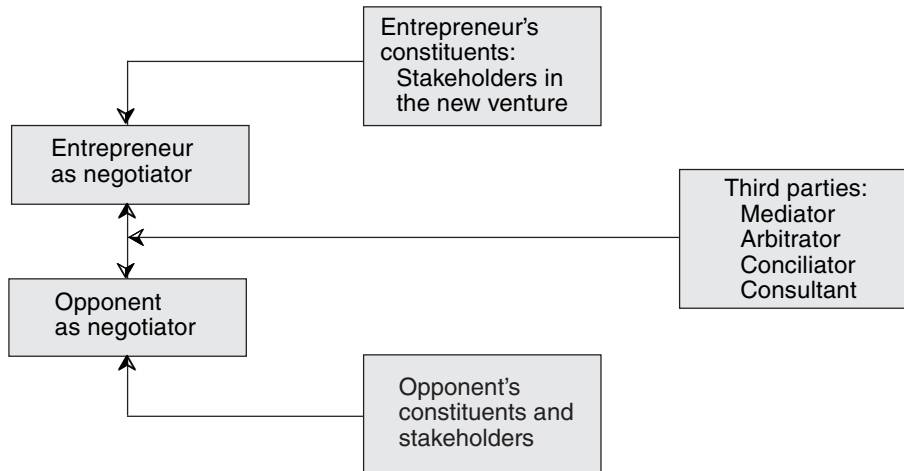 Entrepreneur’s
constituents:
Stakeholders in
the new venture
Entrepreneur
as negotiator
Third parties:
Mediator
Arbitrator
Conciliator
Consultant
Opponent
as negotiator
Opponent’s
constituents and
stakeholders